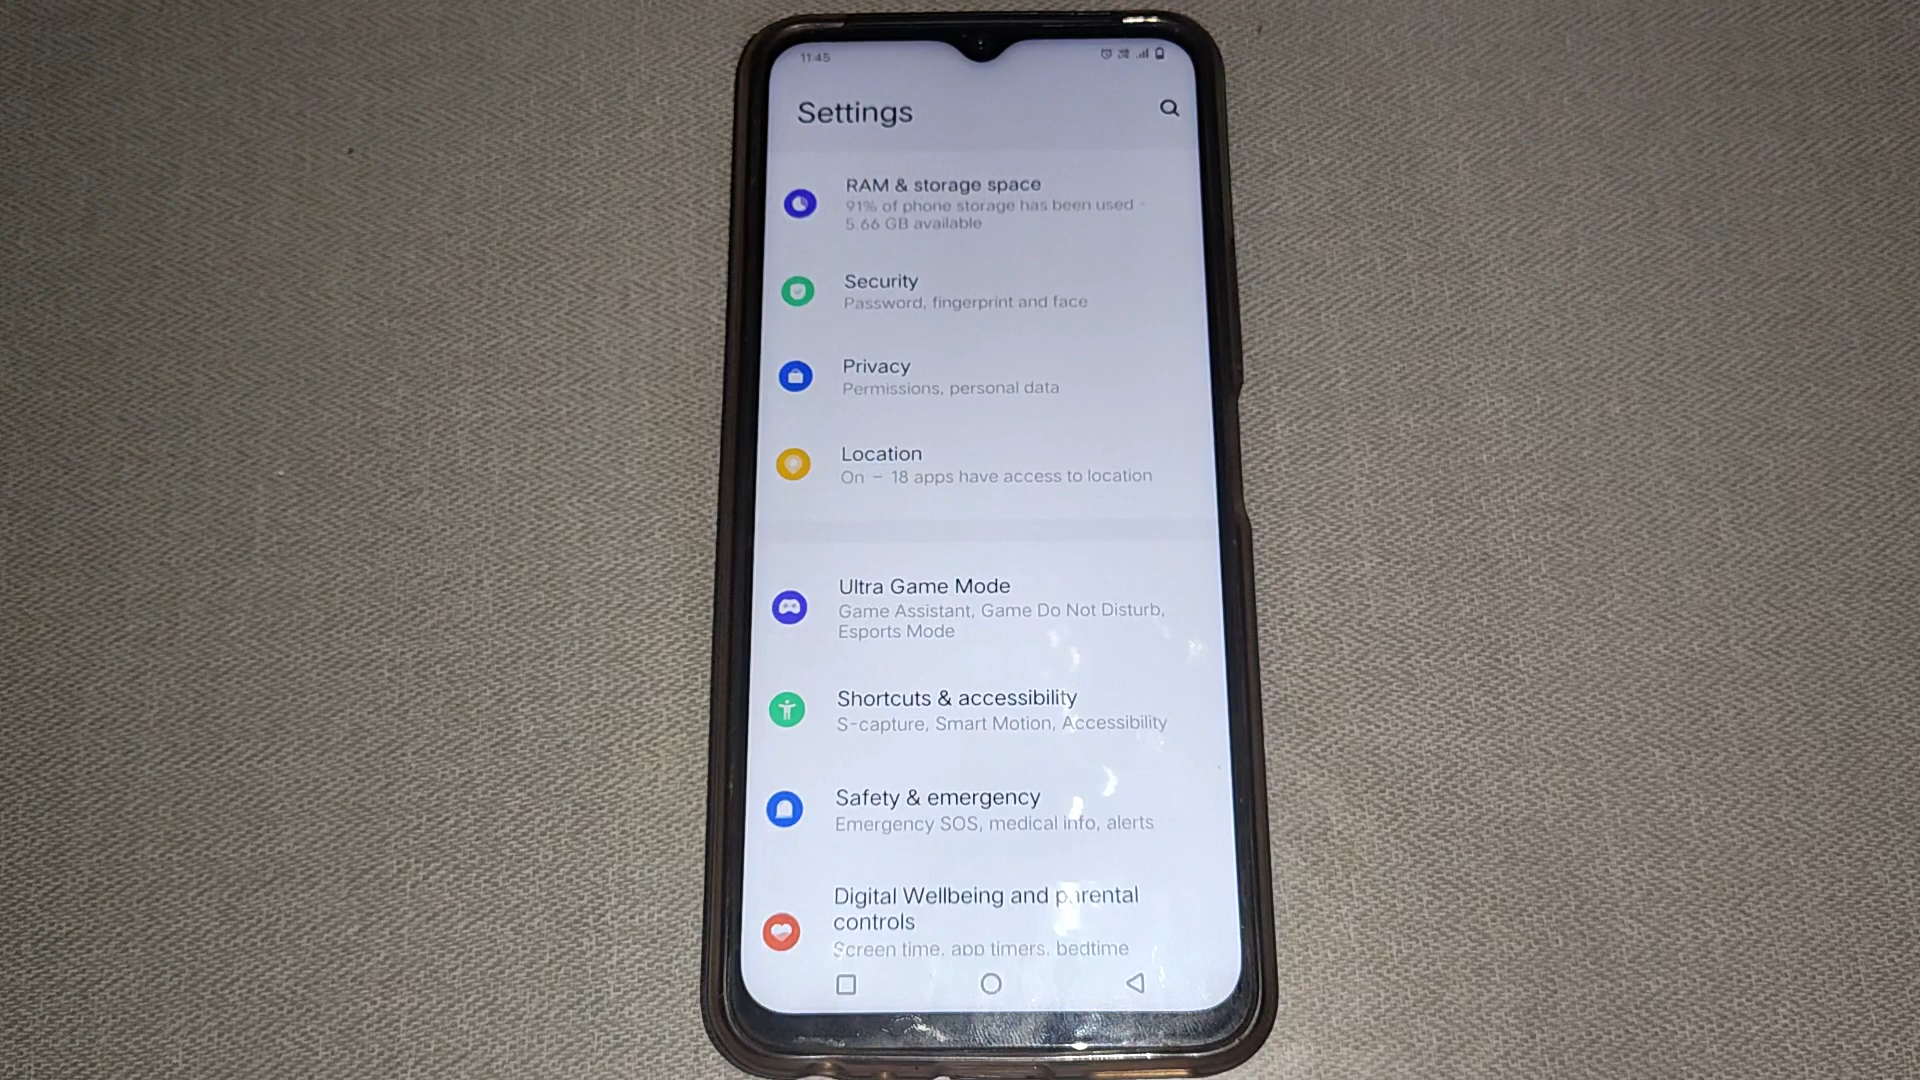 11:45
Settings
RAM & storage space
91% of phone storage has been used -
5.66 GB available
Security
Password, fingerprint and face
Privacy
Permissions, personal data
Location
On – 18 apps have access to location
Ultra Game Mode
Game Assistant, Game Do Not Disturb,
Esports Mode
Shortcuts & accessibility
S-capture, Smart Motion, Accessibility
Safety & emergency
Emergency SOS, medical info, alerts
Digital Wellbeing and parental
controls
Screen time, app timers, bedtime